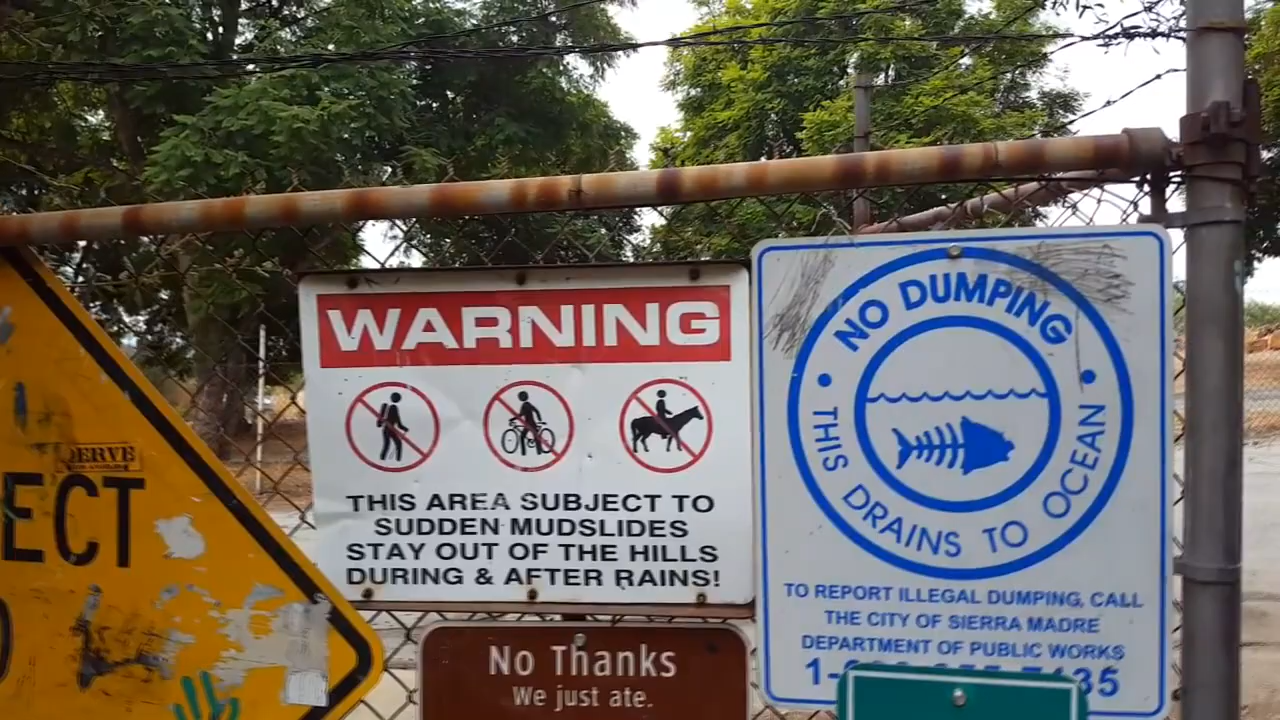 WARNING
THIS AREA SUBJECT TO
SUDDEN MUDSLIDES
STAY OUT OF THE HILLS
DURING & AFTER RAINS!
NO DUMPING
THIS DRAINS TO OCEAN
TO REPORT ILLEGAL DUMPING, CALL
THE CITY OF SIERRA MADRE
DEPARTMENT OF PUBLIC WORKS
No Thanks
We just ate.
ECT